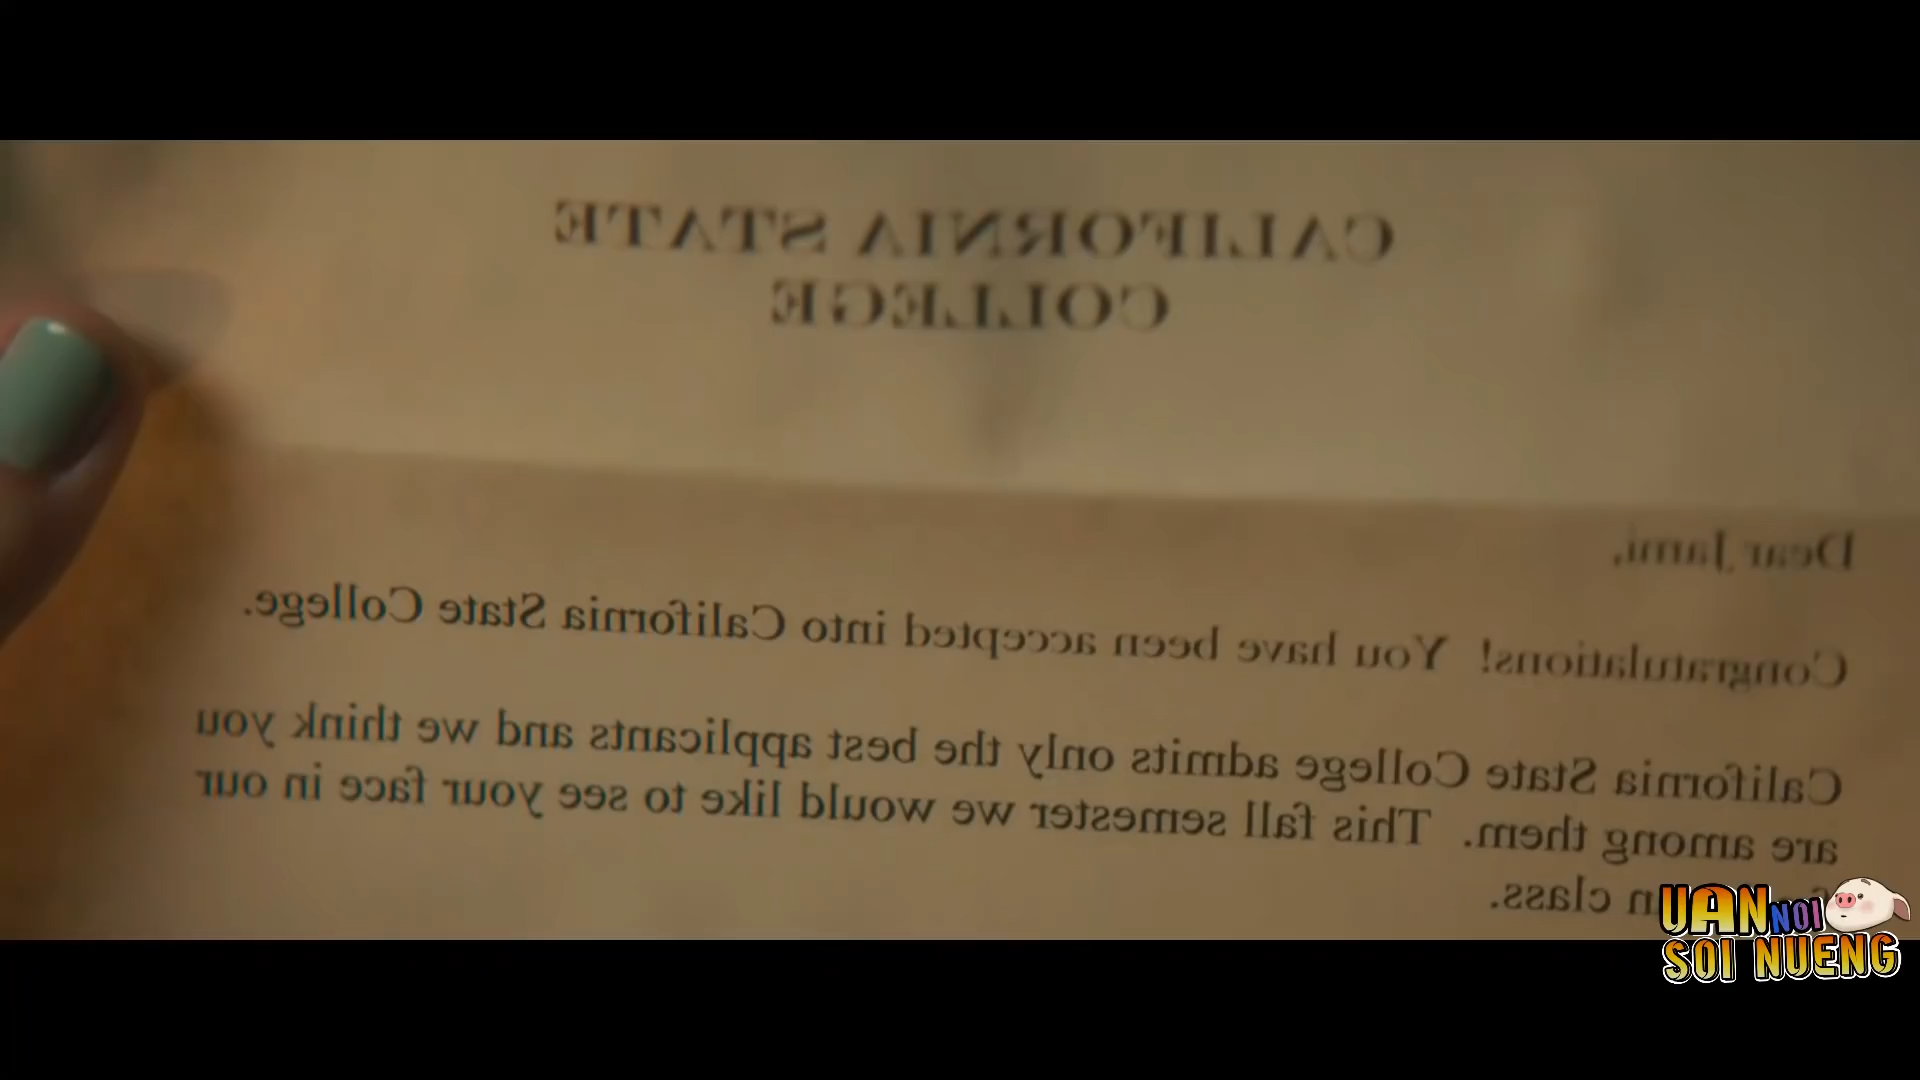 CALIFORNIA STATE
COLLEGE
Dear Jami,
Congratulations! You have been accepted into California State College.
California State College admits only the best applicants and we think you
are among them. This fall semester we would like to see your face in our
class.
UAN NOI
SOI NUENG